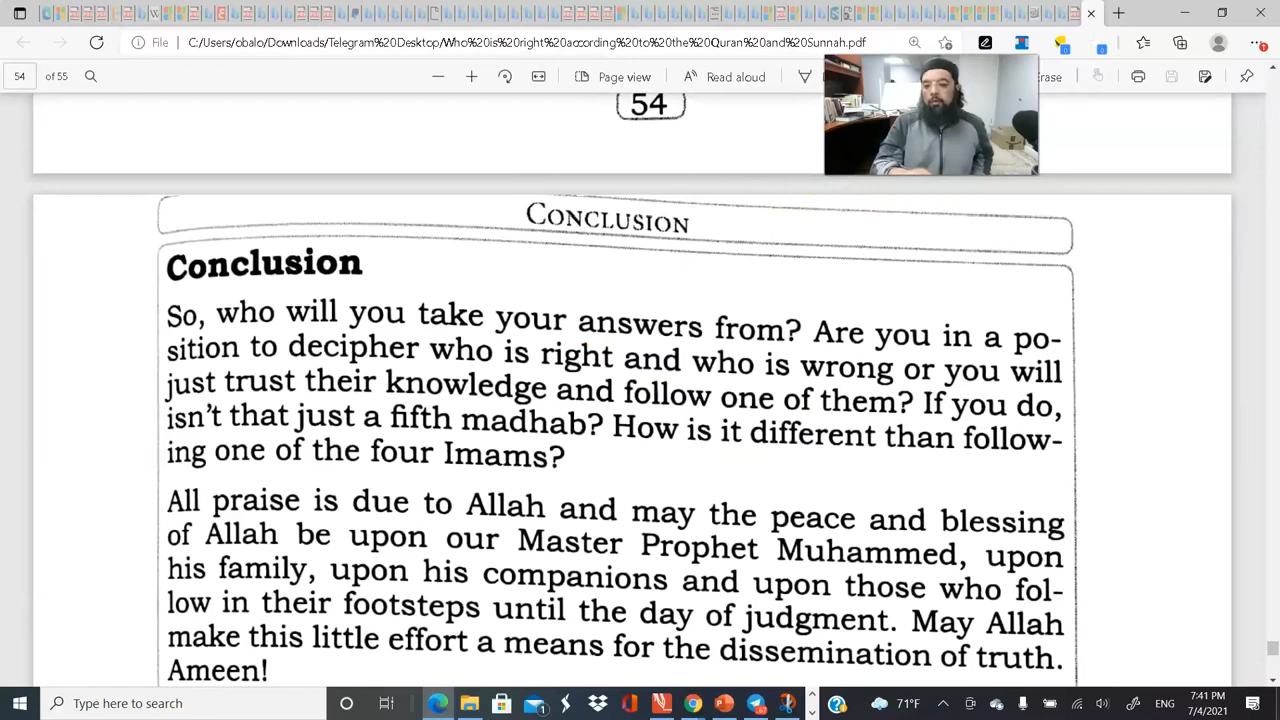 File
C:/Users/obalo/Downloads/Telegram%20Desktop/Who%20is%20right%20according%20to%20the%20Quran%20and%20Sunnah.pdf
54
of 55
Page view
Read aloud
Erase
54
CONCLUSION
Conclusion
So, who will you take your answers from? Are you in a po-
sition to decipher who is right and who is wrong or you will
just trust their knowledge and follow one of them? If you do,
isn't that just a fifth madhab? How is it different than follow-
ing one of the four Imams?
All praise is due to Allah and may the peace and blessing
of Allah be upon our Master Prophet Muhammed, upon
his family, upon his companions and upon those who fol-
low in their footsteps until the day of judgment. May Allah
make this little effort a means for the dissemination of truth.
Ameen!
Type here to search
71°F
ENG
7:41 PM
7/4/2021